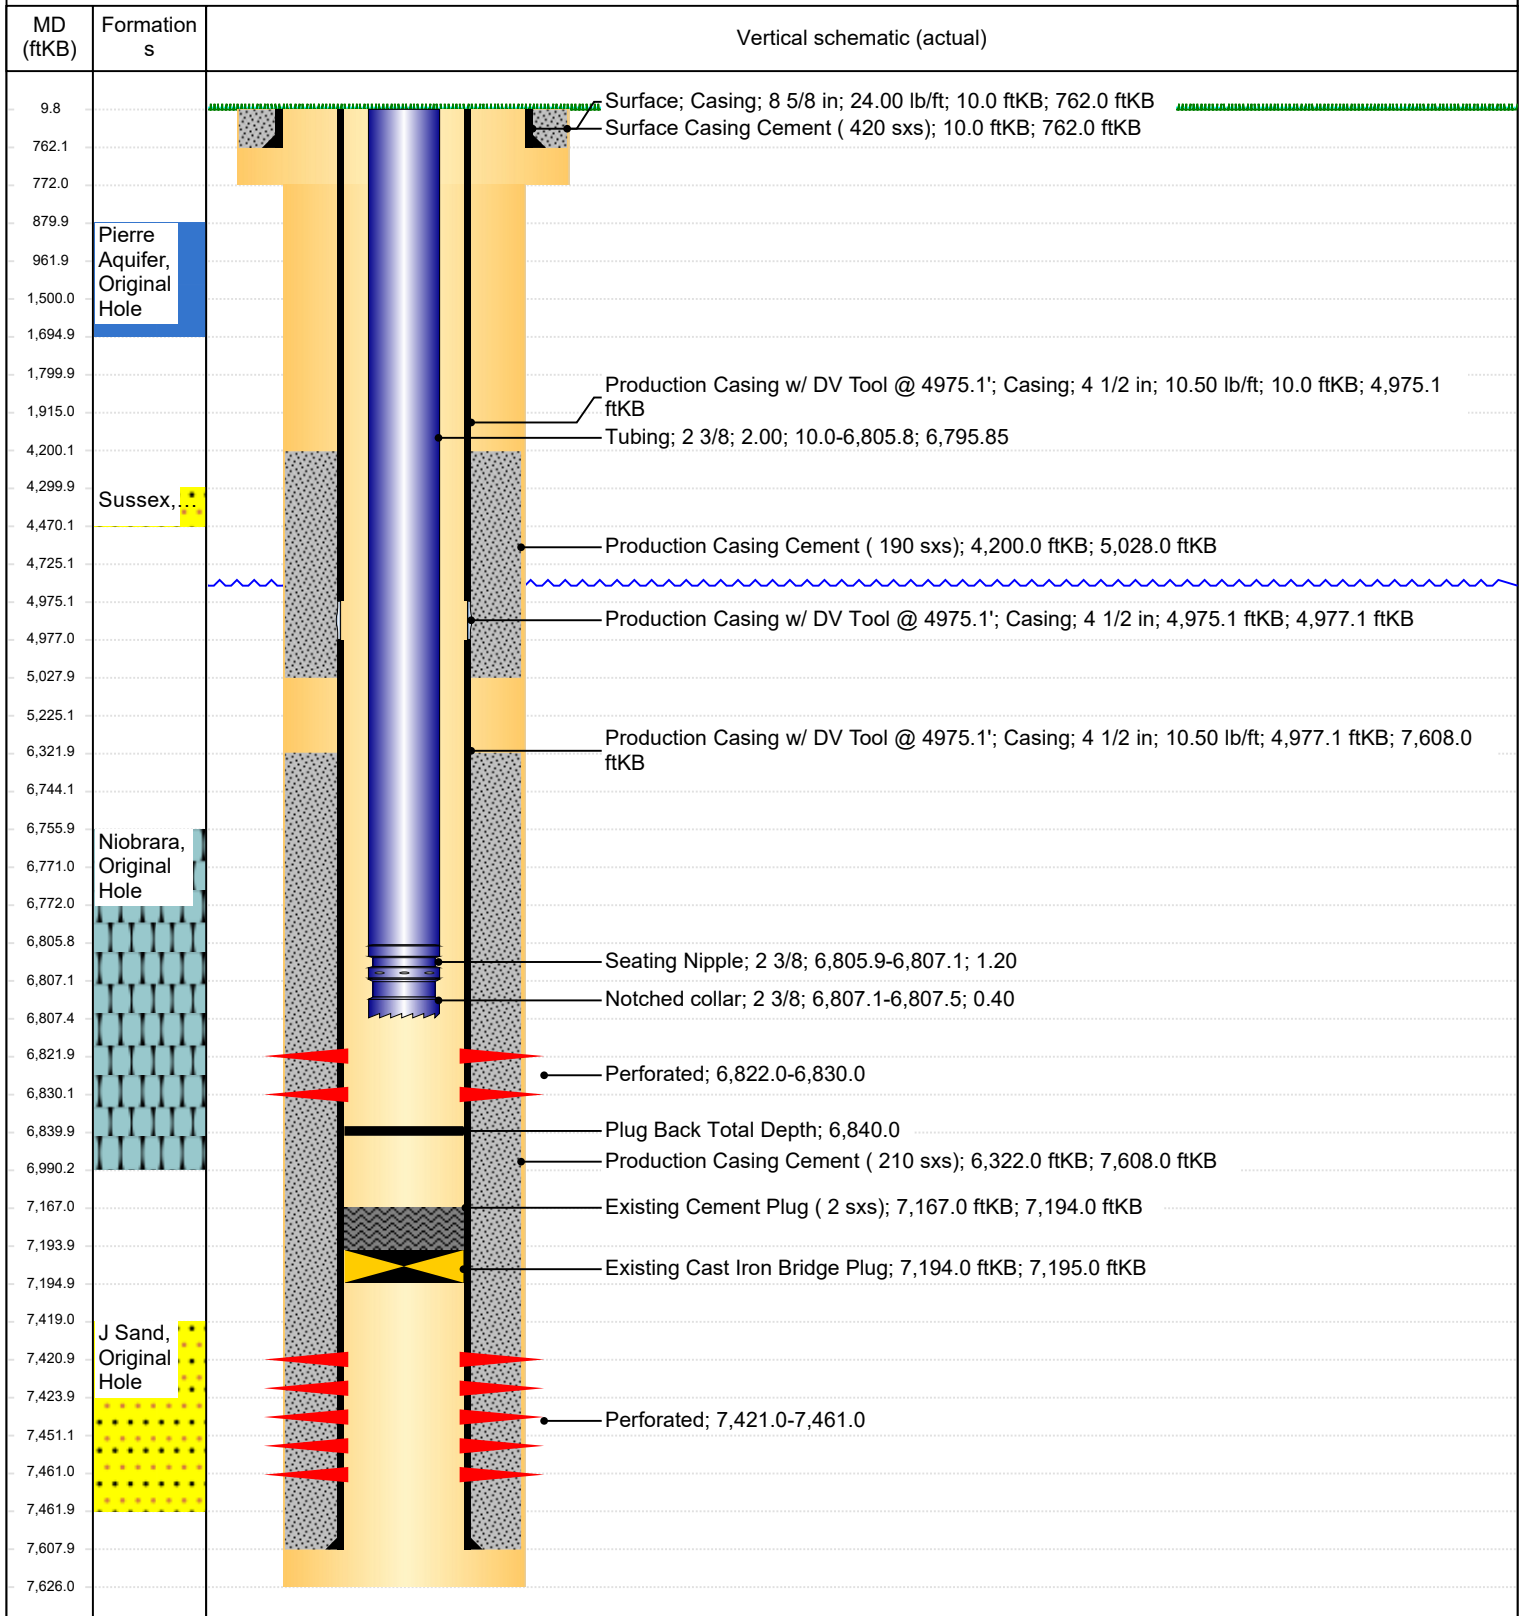 MD
(ftKB)
Formation
s
Vertical schematic (actual)
9.8
762.1
772.0
879.9
961.9
1,500.0
1,694.9
1,799.9
1,915.0
4,200.1
4,299.9
4,470.1
4,725.1
4,975.1
4,977.0
5,027.9
5,225.1
6,321.9
6,744.1
6,755.9
6,771.0
6,772.0
6,805.8
6,807.1
6,807.4
6,821.9
6,830.1
6,839.9
6,990.2
7,167.0
7,193.9
7,194.9
7,419.0
7,420.9
7,423.9
7,451.1
7,461.0
7,461.9
7,607.9
7,626.0
Pierre
Aquifer,
Original
Hole
Sussex,...
Niobrara,
Original
Hole
J Sand,
Original
Hole
Surface; Casing; 8 5/8 in; 24.00 lb/ft; 10.0 ftKB; 762.0 ftKB
Surface Casing Cement ( 420 sxs); 10.0 ftKB; 762.0 ftKB
Production Casing w/ DV Tool @ 4975.1'; Casing; 4 1/2 in; 10.50 lb/ft; 10.0 ftKB; 4,975.1
ftKB
Tubing; 2 3/8; 2.00; 10.0-6,805.8; 6,795.85
Production Casing Cement ( 190 sxs); 4,200.0 ftKB; 5,028.0 ftKB
Production Casing w/ DV Tool @ 4975.1'; Casing; 4 1/2 in; 4,975.1 ftKB; 4,977.1 ftKB
Production Casing w/ DV Tool @ 4975.1'; Casing; 4 1/2 in; 10.50 lb/ft; 4,977.1 ftKB; 7,608.0
ftKB
Seating Nipple; 2 3/8; 6,805.9-6,807.1; 1.20
Notched collar; 2 3/8; 6,807.1-6,807.5; 0.40
Perforated; 6,822.0-6,830.0
Plug Back Total Depth; 6,840.0
Production Casing Cement ( 210 sxs); 6,322.0 ftKB; 7,608.0 ftKB
Existing Cement Plug ( 2 sxs); 7,167.0 ftKB; 7,194.0 ftKB
Existing Cast Iron Bridge Plug; 7,194.0 ftKB; 7,195.0 ftKB
Perforated; 7,421.0-7,461.0